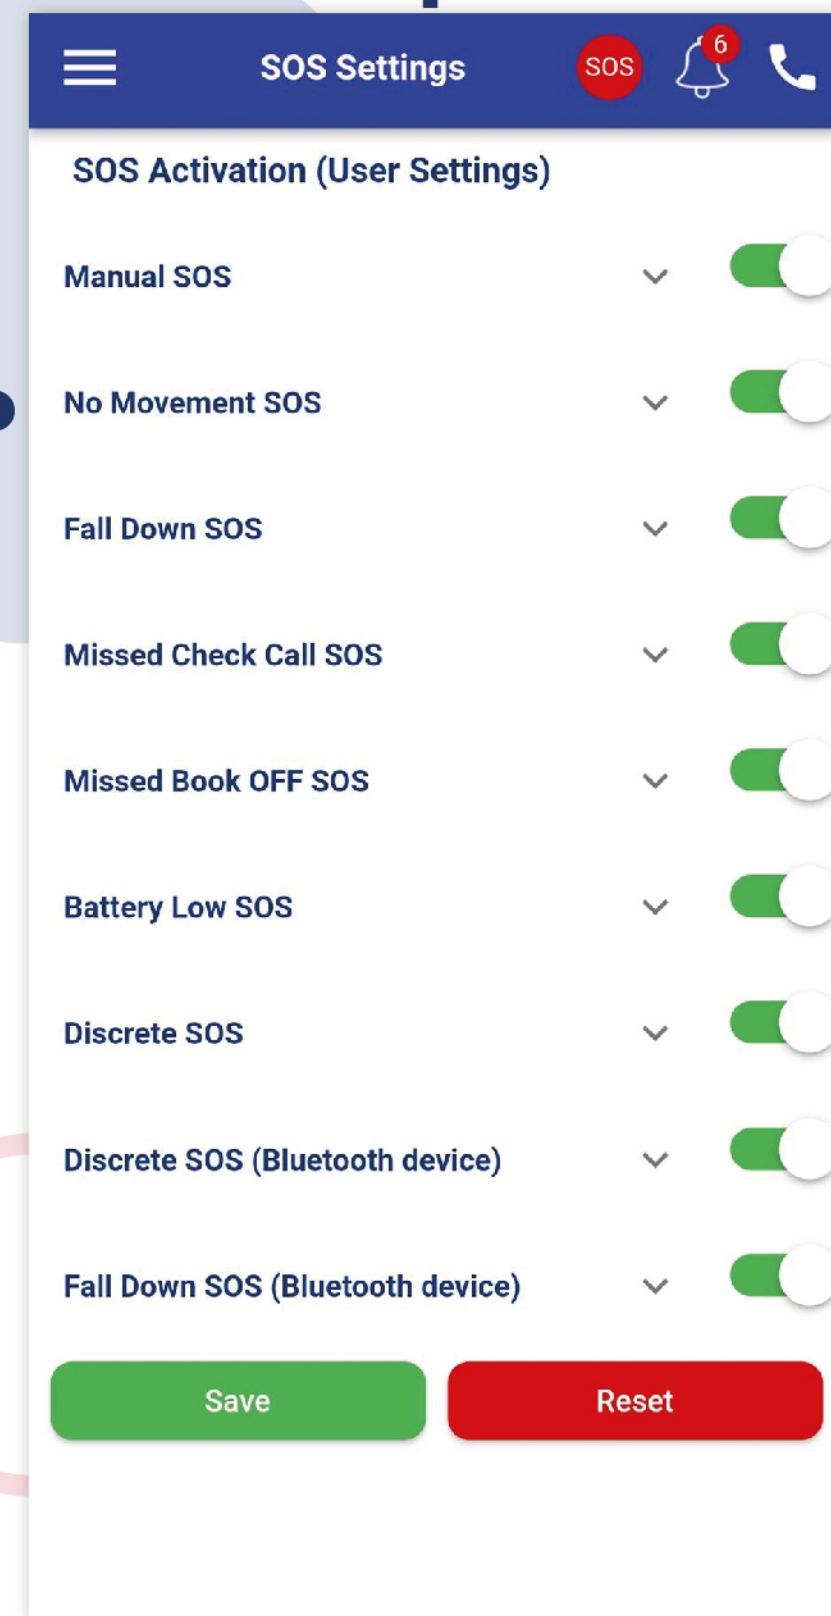 SOS Settings
SOS
6
SOS Activation (User Settings)
Manual SOS
No Movement SOS
Fall Down SOS
Missed Check Call SOS
Missed Book OFF SOS
Battery Low SOS
Discrete SOS
Discrete SOS (Bluetooth device)
Fall Down SOS (Bluetooth device)
Save
Reset